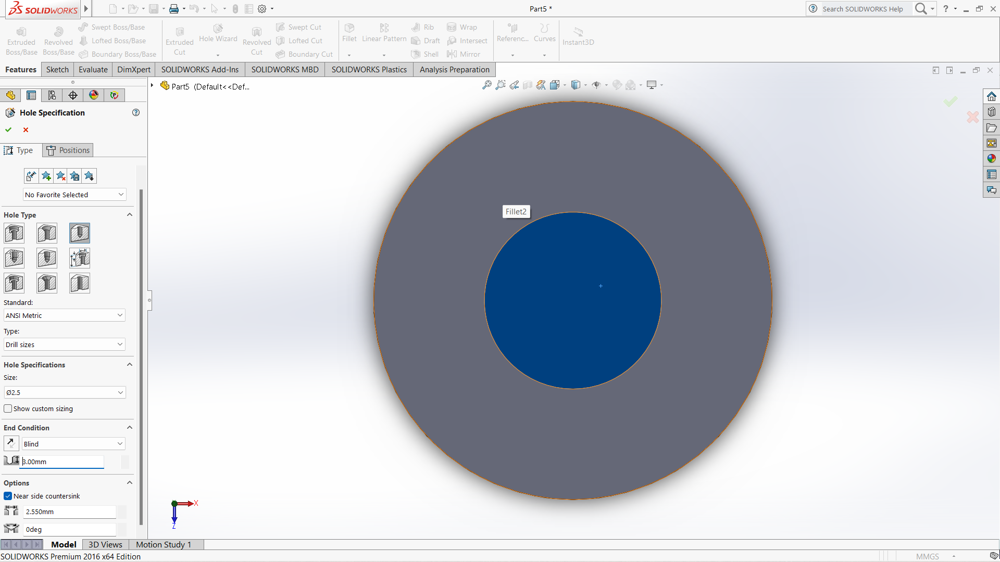 SOLIDWORKS
Part5 *
Search SOLIDWORKS Help
?
Extruded Boss/Base
Revolved Boss/Base
Swept Boss/Base
Lofted Boss/Base
Boundary Boss/Base
Extruded Cut
Hole Wizard
Revolved Cut
Swept Cut
Lofted Cut
Boundary Cut
Fillet
Linear Pattern
Rib
Draft
Shell
Wrap
Intersect
Mirror
Referenc...
Curves
Instant3D
Features
Sketch
Evaluate
DimXpert
SOLIDWORKS Add-Ins
SOLIDWORKS MBD
SOLIDWORKS Plastics
Analysis Preparation
Part5 (Default<<Def...
Hole Specification
?
Type
Positions
No Favorite Selected
Hole Type
Standard:
ANSI Metric
Type:
Drill sizes
Hole Specifications
Size:
Ø2.5
Show custom sizing
End Condition
Blind
3.00mm
Options
Near side countersink
2.550mm
0deg
Fillet2
X
Z
Model
3D Views
Motion Study 1
SOLIDWORKS Premium 2016 x64 Edition
MMGS